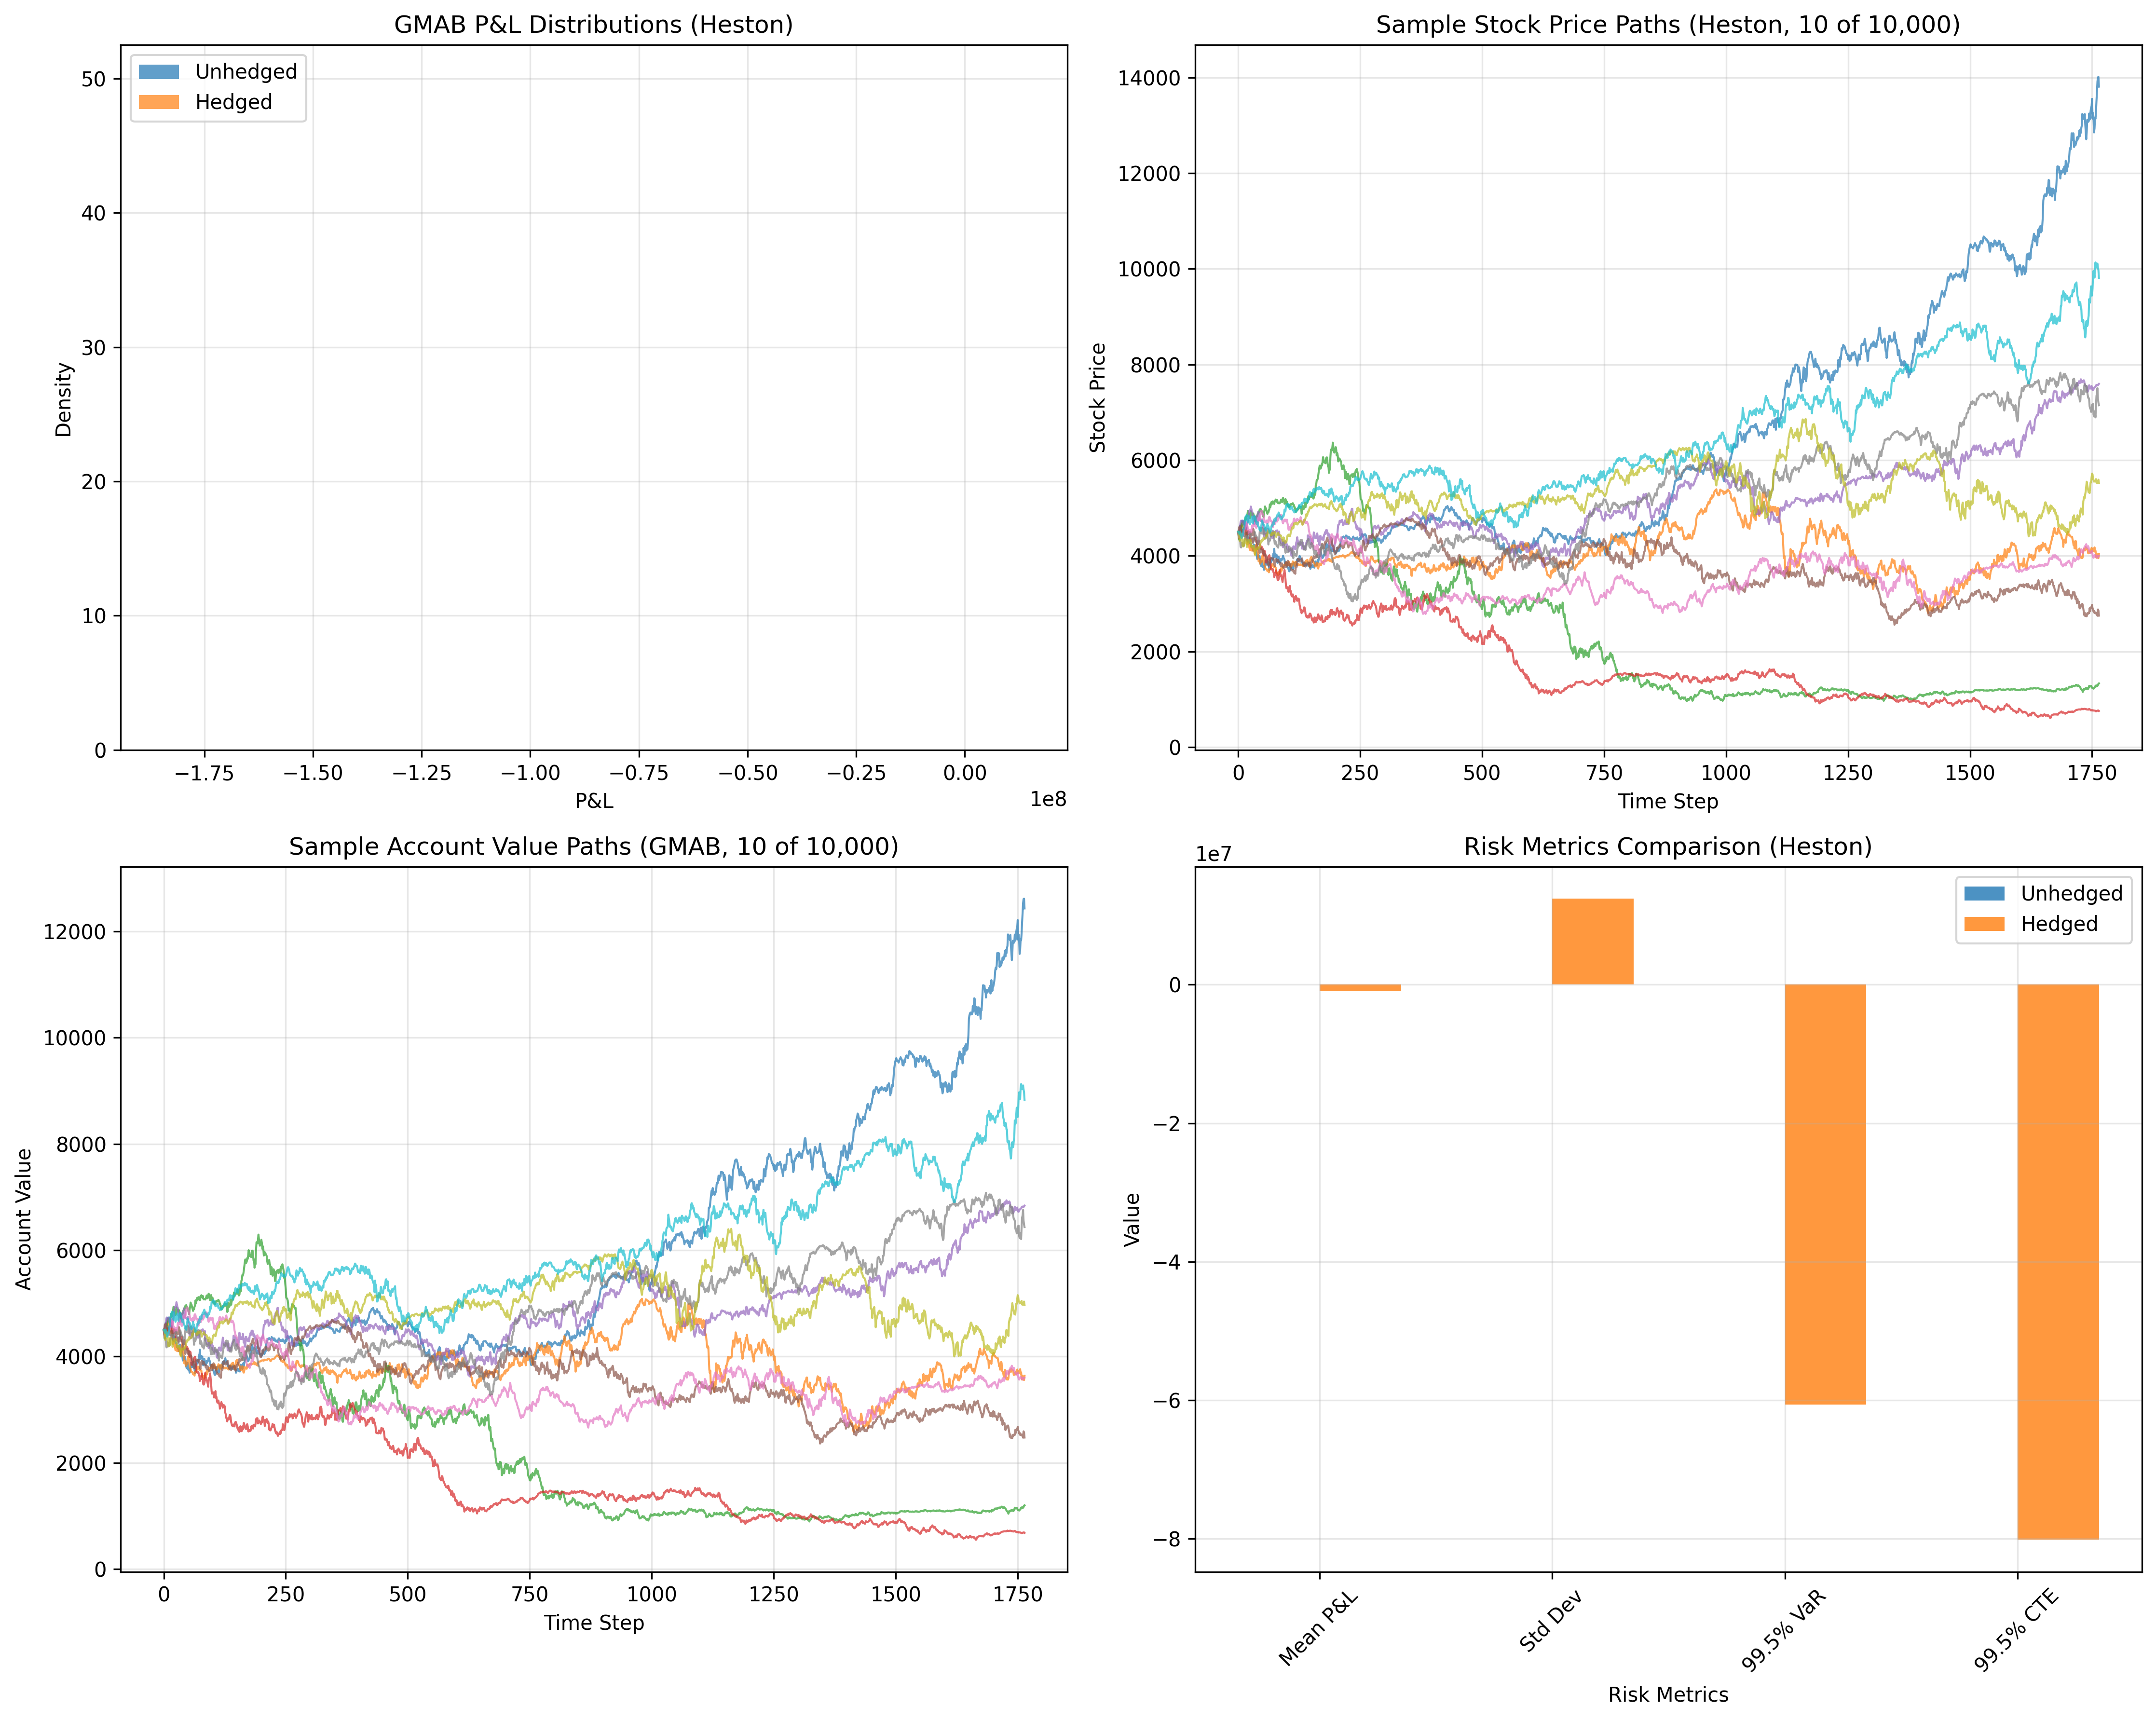 GMAB P&L Distributions (Heston)
Unhedged
Hedged
50
40
30
20
10
0
Density
−1.75
−1.50
−1.25
−1.00
−0.75
−0.50
−0.25
0.00
1e8
P&L
Sample Stock Price Paths (Heston, 10 of 10,000)
14000
12000
10000
8000
6000
4000
2000
0
Stock Price
0
250
500
750
1000
1250
1500
1750
Time Step
Sample Account Value Paths (GMAB, 10 of 10,000)
12000
10000
8000
6000
4000
2000
0
Account Value
0
250
500
750
1000
1250
1500
1750
Time Step
Risk Metrics Comparison (Heston)
1e7
Unhedged
Hedged
0
−2
−4
−6
−8
Value
Mean P&L
Std Dev
99.5% VaR
99.5% CTE
Risk Metrics